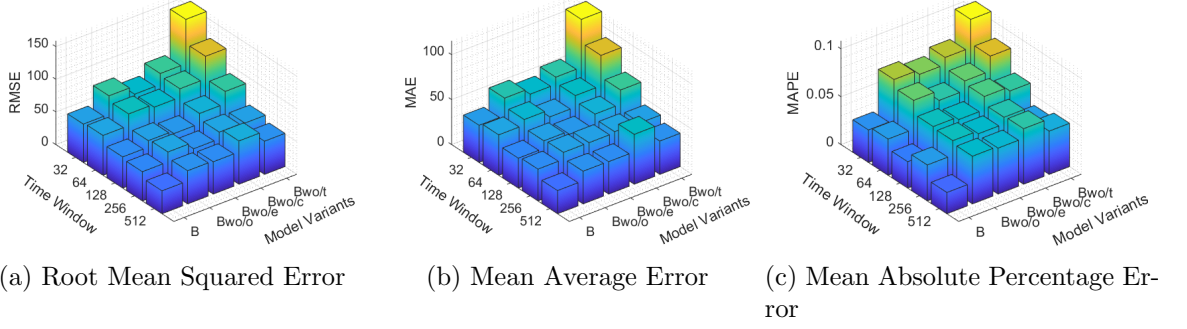 150
100
50
0
RMSE
32
64
128
256
512
Time Window
B
Bwo/o
Bwo/e
Bwo/c
Bwo/t
Model Variants
(a) Root Mean Squared Error
100
50
0
MAE
32
64
128
256
512
Time Window
B
Bwo/o
Bwo/e
Bwo/c
Bwo/t
Model Variants
(b) Mean Average Error
0.1
0.05
0
MAPE
32
64
128
256
512
Time Window
B
Bwo/o
Bwo/e
Bwo/c
Bwo/t
Model Variants
(c) Mean Absolute Percentage Er-
ror